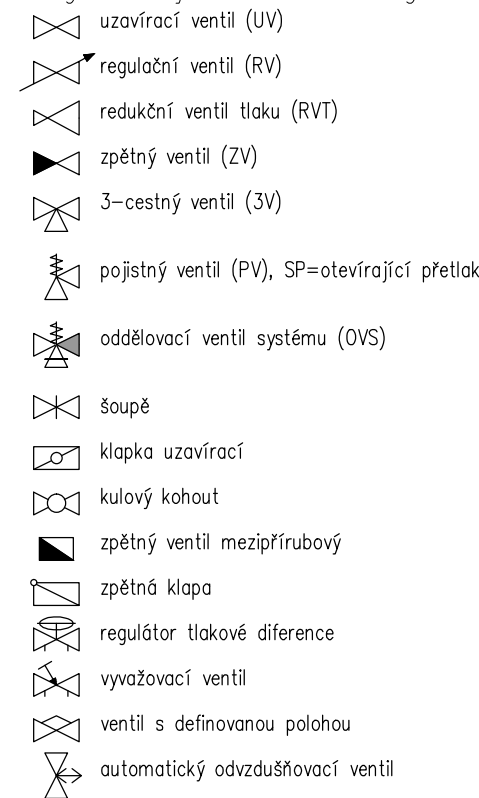 uzavírací ventil (UV)
regulační ventil (RV)
redukční ventil tlaku (RVT)
zpětný ventil (ZV)
3-cestný ventil (3V)
pojistný ventil (PV), SP=otevírající přetlak
oddělovací ventil systému (OVS)
šoupě
klapka uzavírací
kulový kohout
zpětný ventil mezipřírubový
zpětná klapa
regulátor tlakové diference
vyvažovací ventil
ventil s definovanou polohou
automatický odvzdušňovací ventil